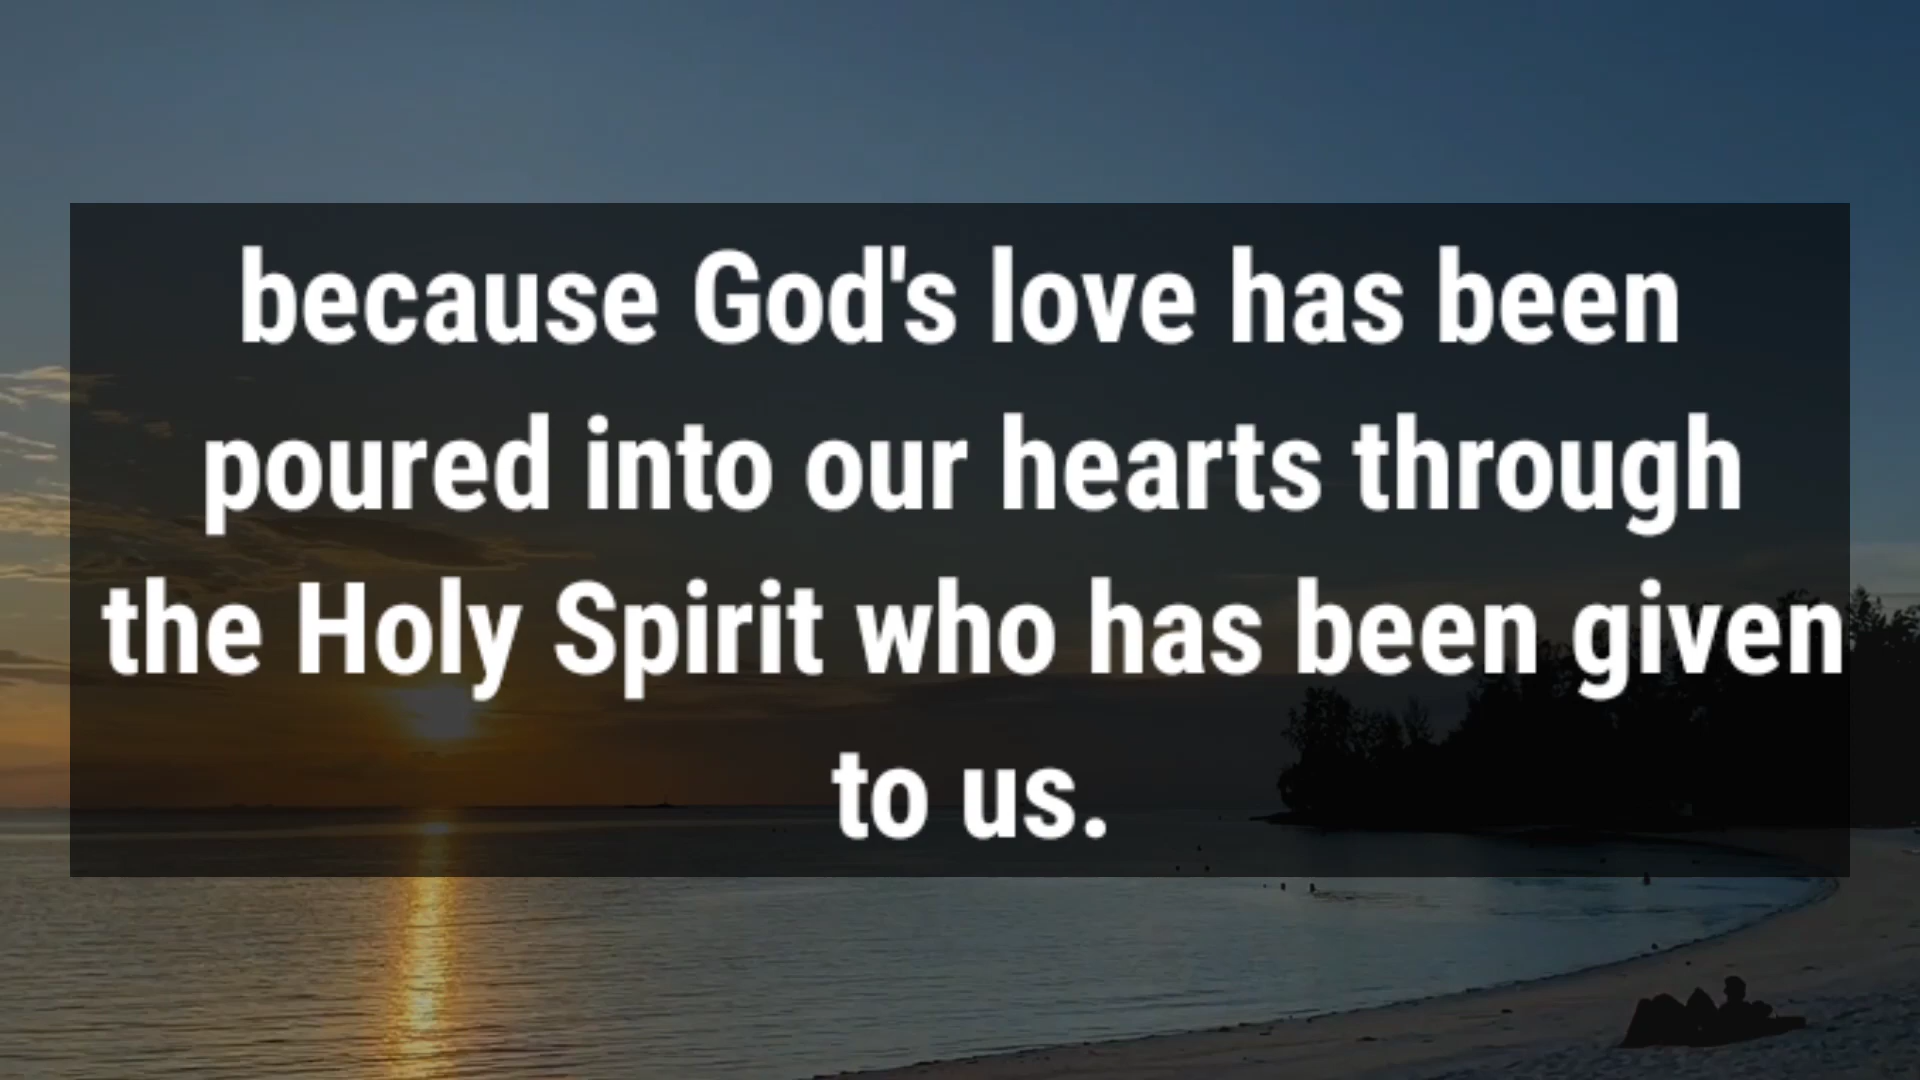 because God's love has been
poured into our hearts through
the Holy Spirit who has been given
to us.